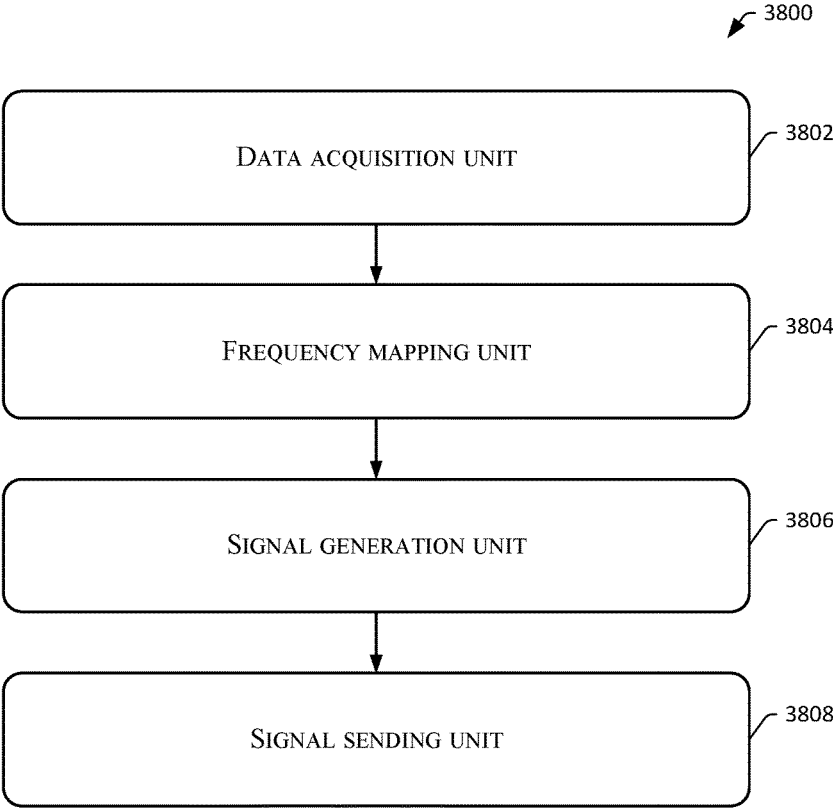 3800
DATA ACQUISITION UNIT
3802
FREQUENCY MAPPING UNIT
3804
SIGNAL GENERATION UNIT
3806
SIGNAL SENDING UNIT
3808